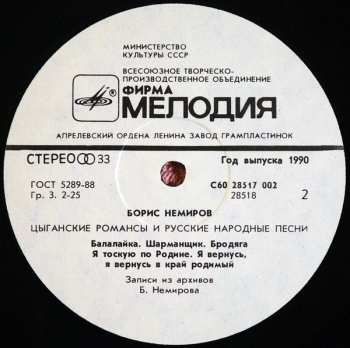 МИНИСТЕРСТВО
КУЛЬТУРЫ СССР
ВСЕСОЮЗНОЕ ТВОРЧЕСКО-
ПРОИЗВОДСТВЕННОЕ ОБЪЕДИНЕНИЕ
ФИРМА
МЕЛОДИЯ
АПРЕЛЕВСКИЙ ОРДЕНА ЛЕНИНА ЗАВОД ГРАМПЛАСТИНОК
СТЕРЕО 33
Год выпуска 1990
ГОСТ 5289-88
С60 28517 002
Гр. 3. 2-25
28518
2
БОРИС НЕМИРОВ
ЦЫГАНСКИЕ РОМАНСЫ И РУССКИЕ НАРОДНЫЕ ПЕСНИ
Балалайка. Шарманщик. Бродяга
Я тоскую по Родине. Я вернусь,
я вернусь в край родимый
Записи из архивов
Б. Немирова